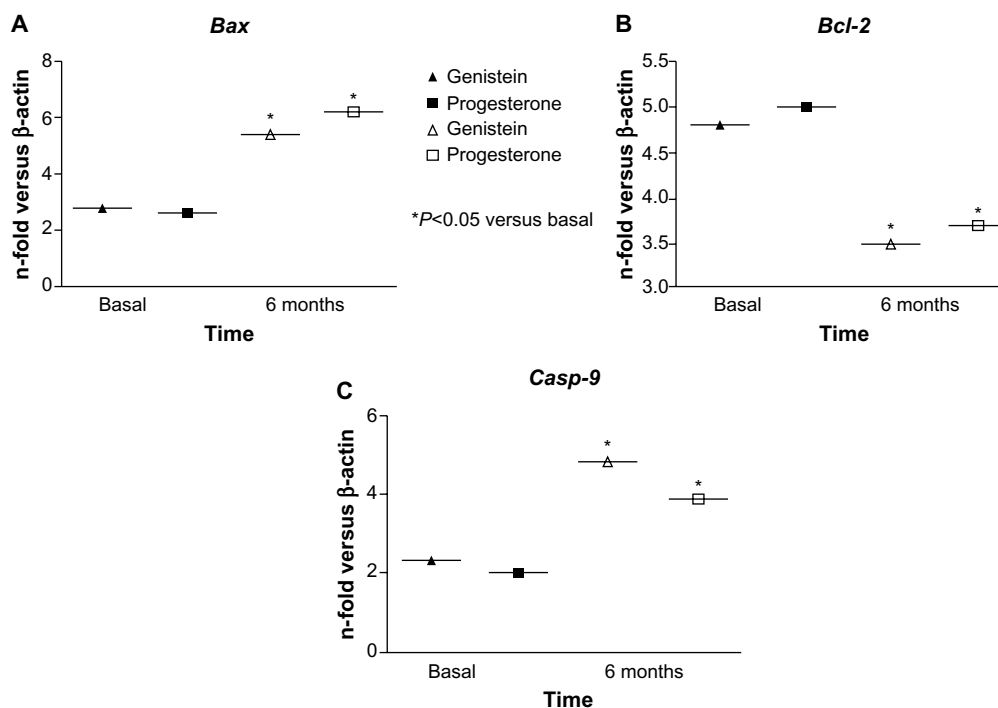 A
Bax
n-fold versus β-actin
8
6
4
2
0
*
*
Basal
6 months
Time
Genistein
Progesterone
Genistein
Progesterone
*P<0.05 versus basal
B
Bcl-2
n-fold versus β-actin
5.5
5.0
4.5
4.0
3.5
3.0
*
*
Basal
6 months
Time
C
Casp-9
n-fold versus β-actin
6
4
2
0
*
*
Basal
6 months
Time